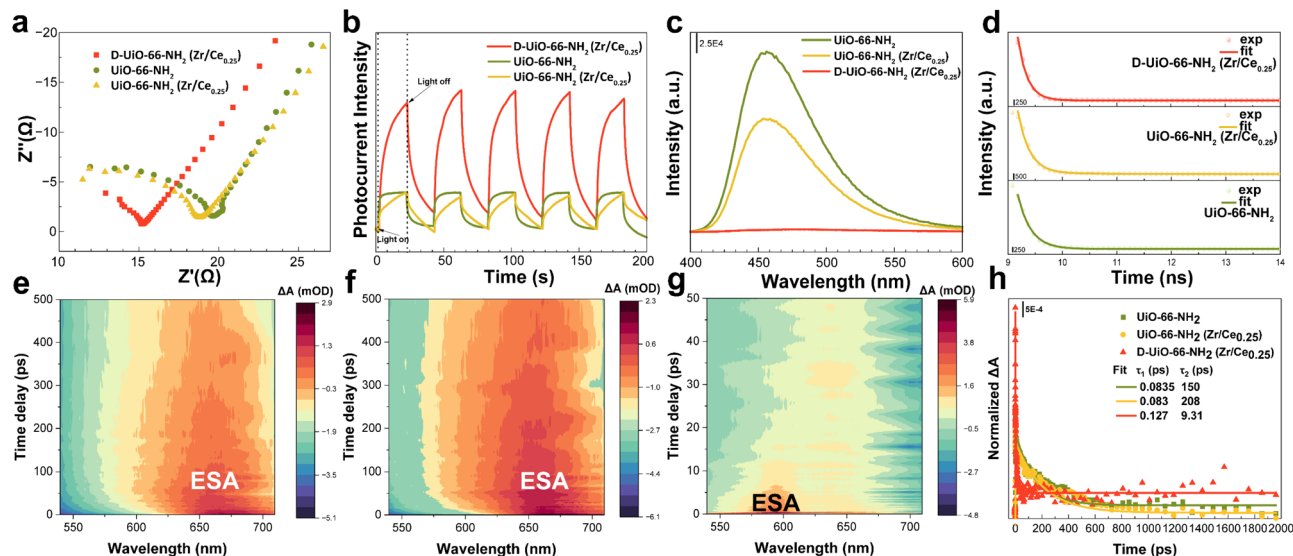 a
-20
-15
-10
-5
0
Z''(Ω)
D-UiO-66-NH₂ (Zr/Ce₀.₂₅)
UiO-66-NH₂
UiO-66-NH₂ (Zr/Ce₀.₂₅)
10 15 20 25
Z'(Ω)
b
Photocurrent Intensity
D-UiO-66-NH₂ (Zr/Ce₀.₂₅)
UiO-66-NH₂
UiO-66-NH₂ (Zr/Ce₀.₂₅)
Light off
Light on
0 50 100 150 200
Time (s)
c
2.5E4
Intensity (a.u.)
UiO-66-NH₂
UiO-66-NH₂ (Zr/Ce₀.₂₅)
D-UiO-66-NH₂ (Zr/Ce₀.₂₅)
400 450 500 550 600
Wavelength (nm)
d
Intensity (a.u.)
exp
fit
D-UiO-66-NH₂ (Zr/Ce₀.₂₅)
1250
exp
fit
UiO-66-NH₂ (Zr/Ce₀.₂₅)
exp
fit
UiO-66-NH₂
9 10 11 12 13 14
Time (ns)
e
ΔA (mOD)
500
400
300
200
100
0
Time delay (ps)
ESA
550 600 650 700
Wavelength (nm)
2.9
1.3
-0.3
-1.9
-3.5
-5.1
f
ΔA (mOD)
500
400
300
200
100
0
Time delay (ps)
ESA
550 600 650 700
Wavelength (nm)
2.3
0.6
-1.0
-2.7
-4.4
-6.1
g
ΔA (mOD)
50
40
30
20
10
0
Time delay (ps)
ESA
550 600 650 700
Wavelength (nm)
5.9
3.8
1.6
-0.5
-2.7
-4.8
h
5E-4
Normalized ΔA
UiO-66-NH₂
UiO-66-NH₂ (Zr/Ce₀.₂₅)
D-UiO-66-NH₂ (Zr/Ce₀.₂₅)
Fit τ₁ (ps) τ₂ (ps)
0.0835 150
0.083 208
0.127 9.31
0 200 400 600 800 1000 1200 1400 1600 1800 2000
Time (ps)